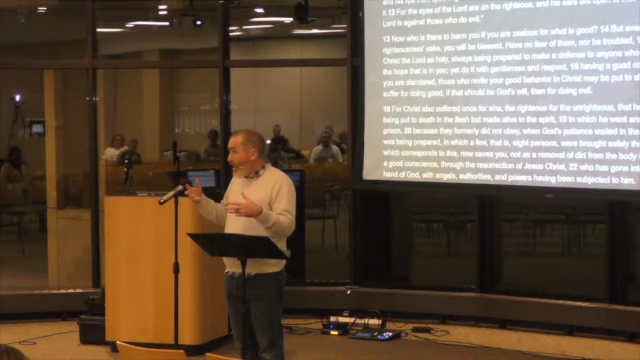 it.12 For the eyes of the Lord are on the righteous, and his ears are open to
Lord is against those who do evil."
13 Now who is there to harm you if you are zealous for what is good? 14 But even
righteousness' sake, you will be blessed. Have no fear of them, nor be troubled, 
Christ the Lord as holy, always being prepared to make a defense to anyone who
the hope that is in you; yet do it with gentleness and respect, 16 having a good
you are slandered, those who revile your good behavior in Christ may be put to
suffer for doing good, if that should be God's will, than for doing evil.
18 For Christ also suffered once for sins, the righteous for the unrighteous, that
being put to death in the flesh but made alive in the spirit, 19 in which he went
prison, 20 because they formerly did not obey, when God's patience waited in the
was being prepared, in which a few, that is, eight persons, were brought safely
which corresponds to this, now saves you, not as a removal of dirt from the body
a good conscience, through the resurrection of Jesus Christ, 22 who has gone into
hand of God, with angels, authorities, and powers having been subjected to him.